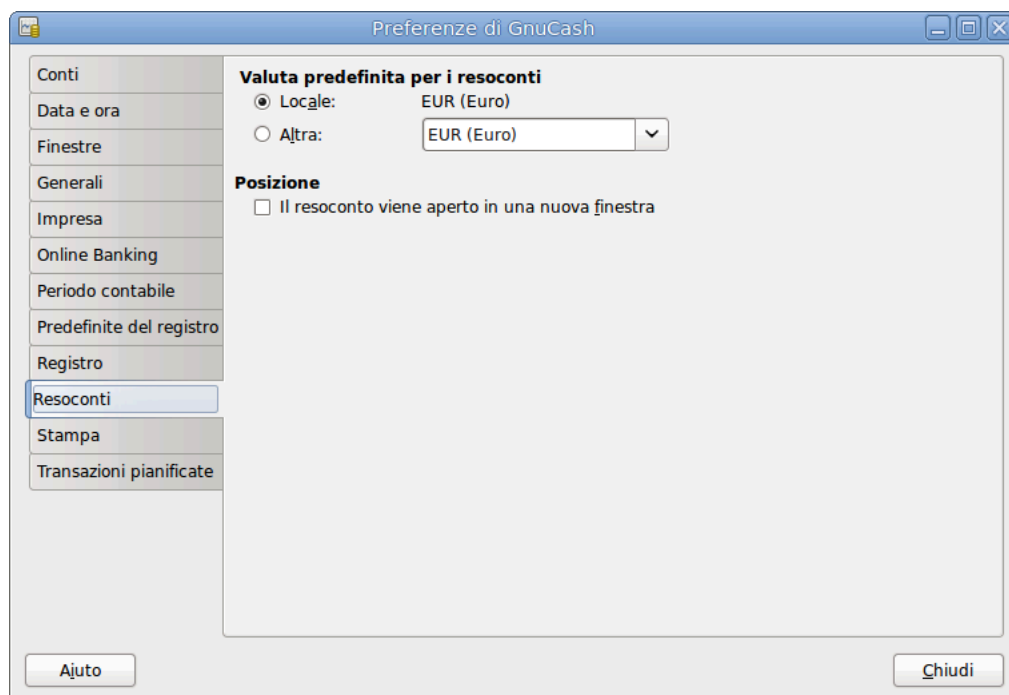 Preferenze di GnuCash
Conti
Data e ora
Finestre
Generali
Impresa
Online Banking
Periodo contabile
Predefinite del registro
Registro
Resoconti
Stampa
Transazioni pianificate
Valuta predefinita per i resoconti
Locale: EUR (Euro)
Altra: EUR (Euro)
Posizione
Il resoconto viene aperto in una nuova finestra
Aiuto
Chiudi